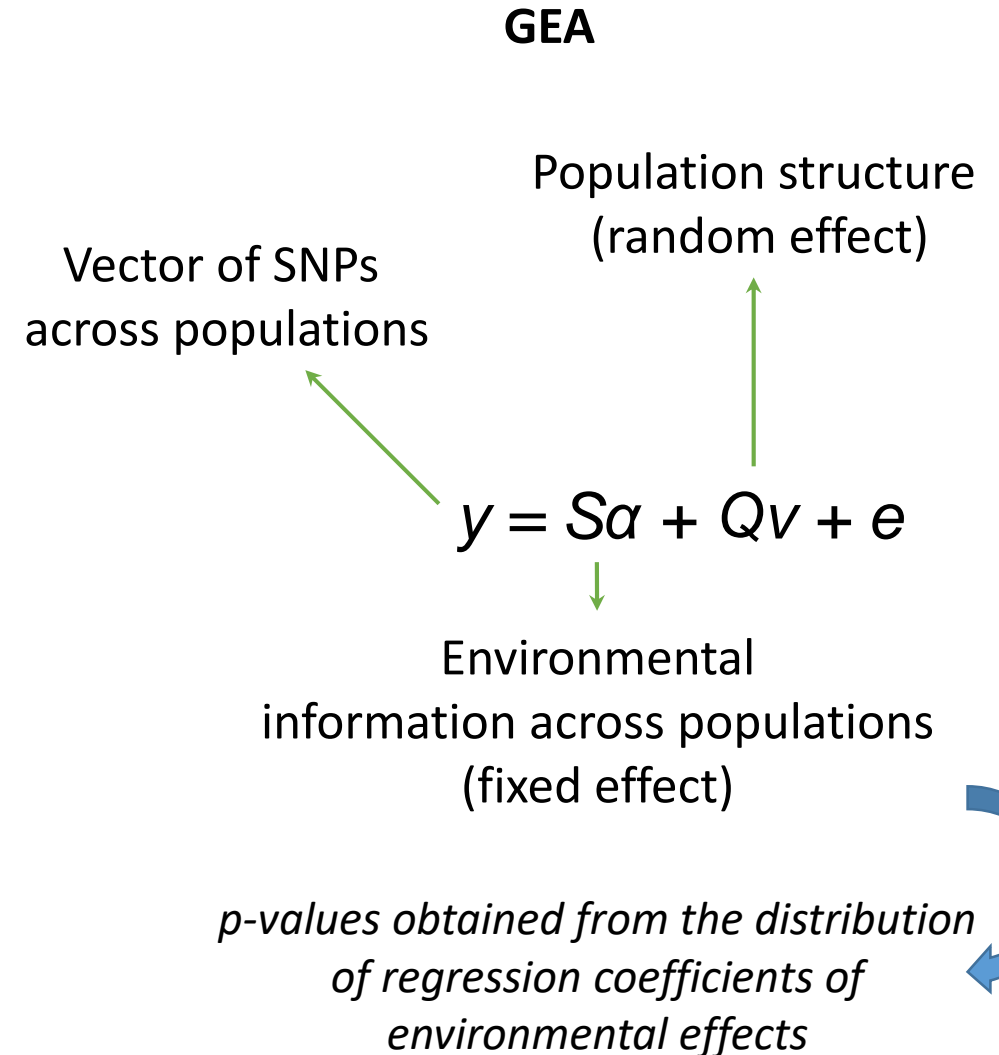 GEA
Population structure
(random effect)
Vector of SNPs
across populations
y = Sα + Qv + e
Environmental
information across populations
(fixed effect)
p-values obtained from the distribution
of regression coefficients of
environmental effects